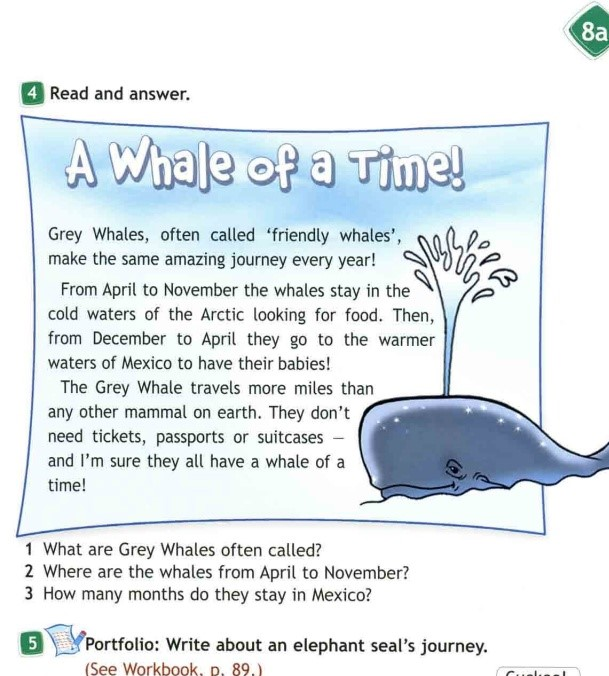 8a
4 Read and answer.
A Whale of a Time!
Grey Whales, often called ‘friendly whales’,
make the same amazing journey every year!
From April to November the whales stay in the
cold waters of the Arctic looking for food. Then,
from December to April they go to the warmer
waters of Mexico to have their babies!
The Grey Whale travels more miles than
any other mammal on earth. They don’t
need tickets, passports or suitcases –
and I’m sure they all have a whale of a
time!
1 What are Grey Whales often called?
2 Where are the whales from April to November?
3 How many months do they stay in Mexico?
5 Portfolio: Write about an elephant seal’s journey.
(See Workbook, p. 89.)